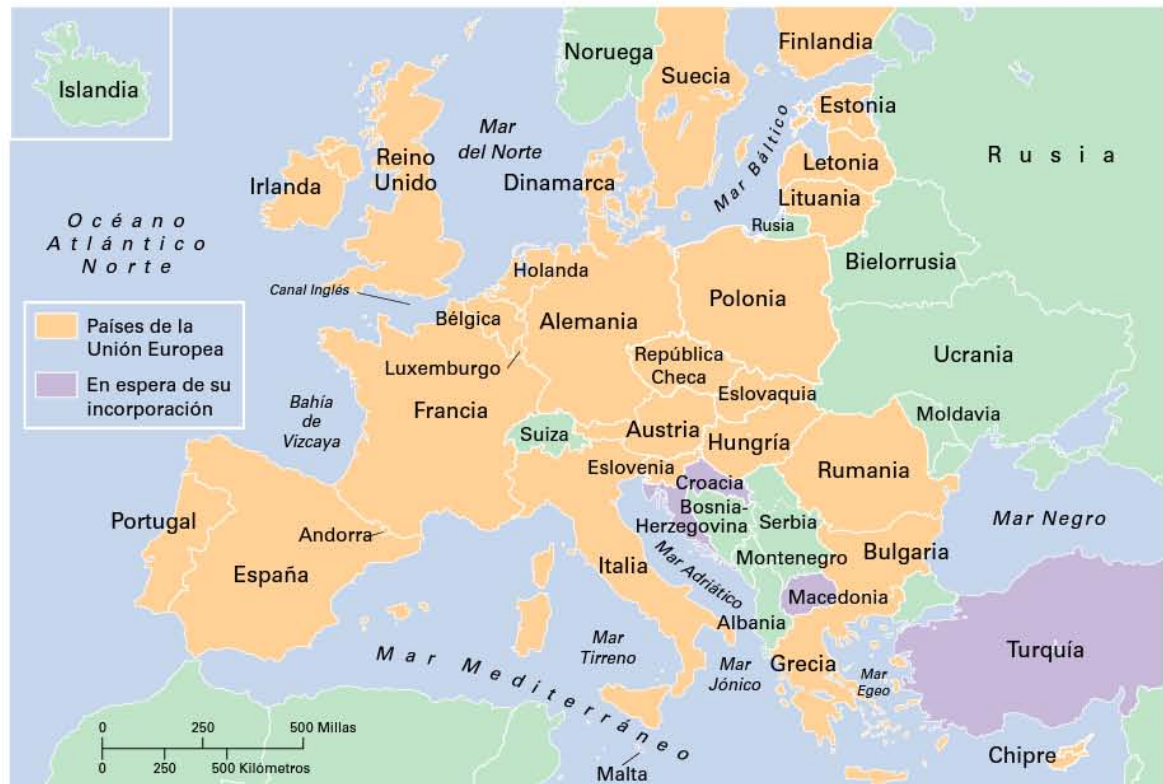 Islandia
Noruega
Suecia
Finlandia
Estonia
Letonia
Lituania
Rusia
Rusia
Mar
del Norte
Mar Báltico
Dinamarca
Reino
Unido
Irlanda
Océano
Atlántico
Norte
Canal Inglés
Holanda
Bélgica
Luxemburgo
Alemania
Polonia
Bielorrusia
Ucrania
Moldavia
República
Checa
Eslovaquia
Países de la
Unión Europea
En espera de su
incorporación
Bahía
de
Vizcaya
Francia
Suiza
Austria
Hungría
Rumania
Eslovenia
Croacia
Bosnia-
Herzegovina
Serbia
Montenegro
Bulgaria
Mar Negro
Portugal
Andorra
España
Italia
Mar Adriático
Macedonia
Albania
Turquía
Mar
Tirreno
Mar
Jónico
Grecia
Mar
Egeo
Mar Mediterráneo
Malta
Chipre
0 250 500 Millas
0 250 500 Kilómetros